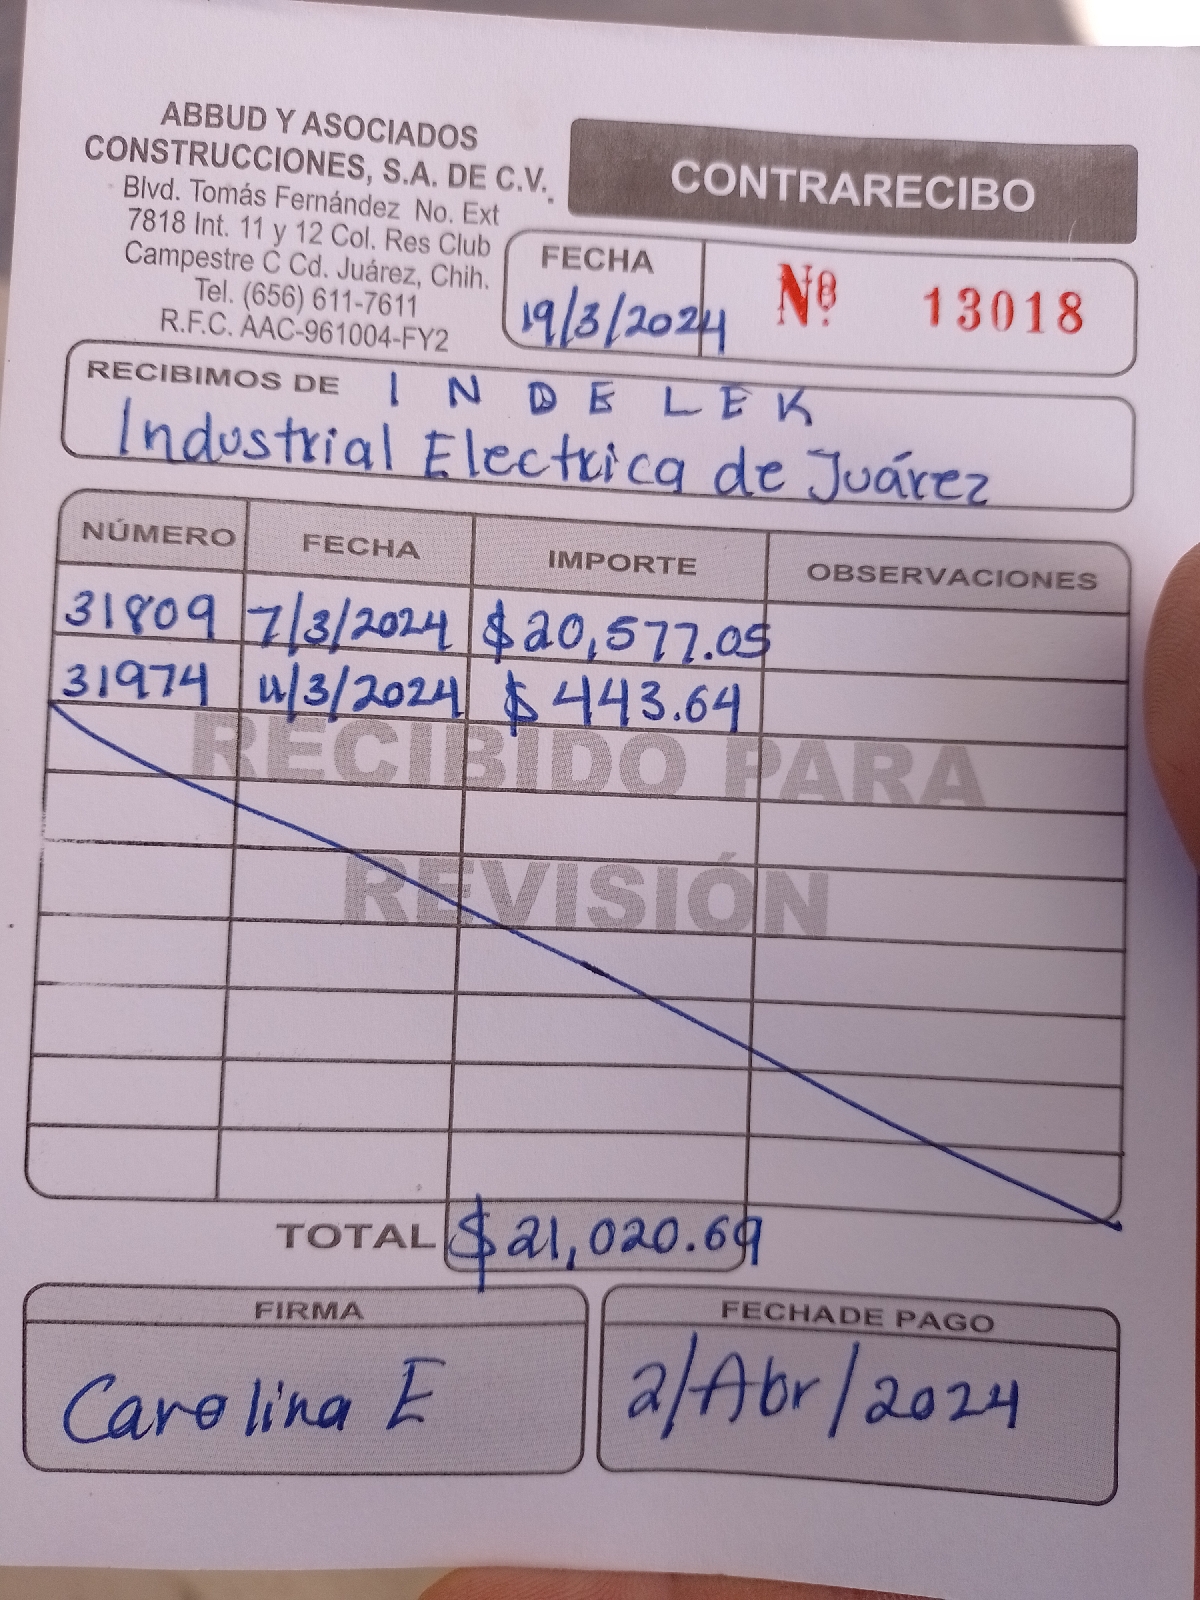 ABBUD Y ASOCIADOS
CONSTRUCCIONES, S.A. DE C.V.
Blvd. Tomás Fernández No. Ext
7818 Int. 11 y 12 Col. Res Club
Campestre C Cd. Juárez, Chih.
Tel. (656) 611-7611
R.F.C. AAC-961004-FY2
CONTRARECIBO
FECHA
19/3/2024
Nº 13018
RECIBIMOS DE INDELEK
Industrial Electrica de Juárez
NÚMERO FECHA IMPORTE OBSERVACIONES
31809 7/3/2024 $20,577.05
31974 11/3/2024 $443.64
RECIBIDO PARA
REVISIÓN
TOTAL $21,020.69
FIRMA
Carolina E
FECHADE PAGO
2/Abr/2024